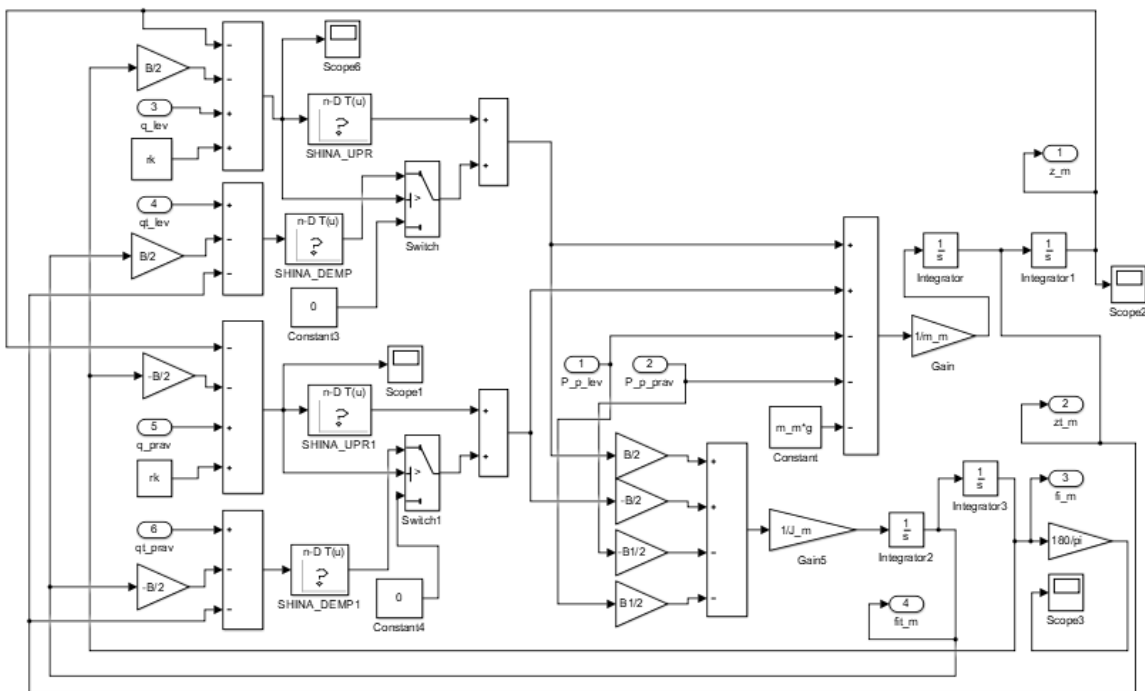 B/2
3
q_lev
rk
4
qt_lev
B/2
n-D T(u)
SHINA_UPR
Scope6
n-D T(u)
SHINA_DEMP
>
Switch
0
Constant3
-B/2
5
q_prav
rk
6
qt_prav
-B/2
Scope1
n-D T(u)
SHINA_UPR1
>
Switch1
n-D T(u)
SHINA_DEMP1
0
Constant4
1
P_p_lev
2
P_p_prav
m_m*g
Constant
B/2
-B/2
-B1/2
B1/2
1/m_m
Gain
1
s
Integrator
1
s
Integrator1
1
z_m
Scope2
2
zt_m
1/J_m
Gain5
1
s
Integrator2
1
s
Integrator3
3
fi_m
180/pi
Scope3
4
fit_m